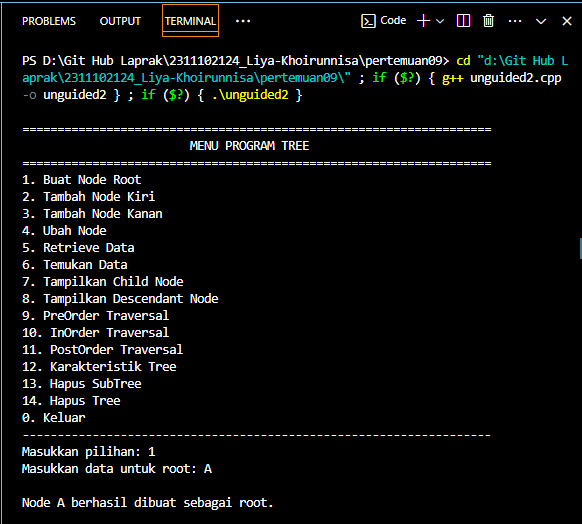 PROBLEMS OUTPUT TERMINAL ... Code
PS D:\Git Hub Laprak\2311102124_Liya-Khoirunnisa\pertemuan09> cd "d:\Git Hub L
aprak\2311102124_Liya-Khoirunnisa\pertemuan09\" ; if ($?) { g++ unguided2.cpp
-o unguided2 } ; if ($?) { .\unguided2 }
===================================================================
MENU PROGRAM TREE
===================================================================
1. Buat Node Root
2. Tambah Node Kiri
3. Tambah Node Kanan
4. Ubah Node
5. Retrieve Data
6. Temukan Data
7. Tampilkan Child Node
8. Tampilkan Descendant Node
9. PreOrder Traversal
10. InOrder Traversal
11. PostOrder Traversal
12. Karakteristik Tree
13. Hapus SubTree
14. Hapus Tree
0. Keluar
-------------------------------------------------------------------
Masukkan pilihan: 1
Masukkan data untuk root: A
Node A berhasil dibuat sebagai root.